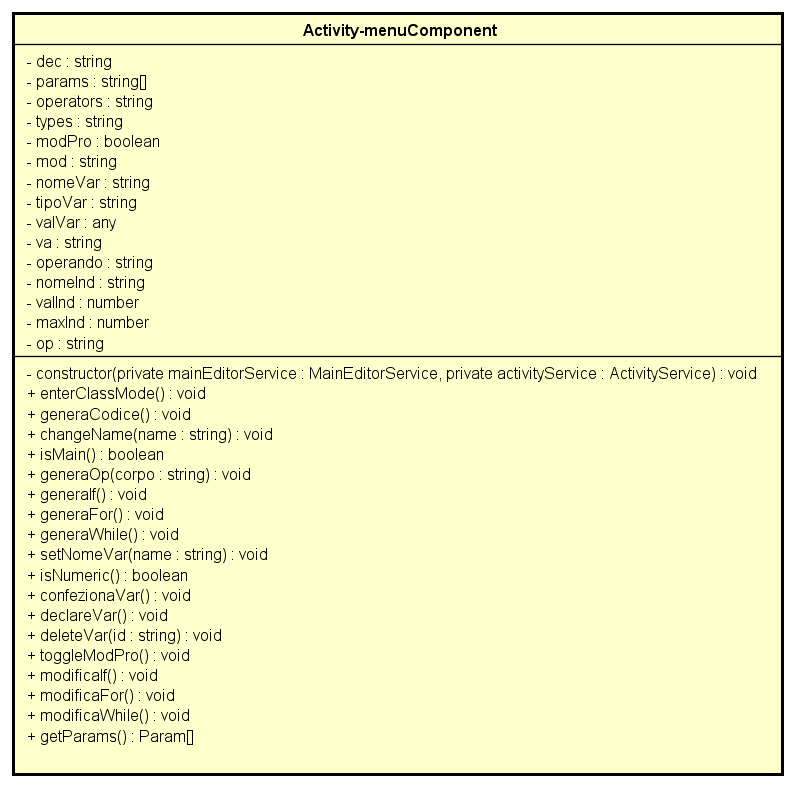 Activity-menuComponent
- dec : string
- params : string[]
- operators : string
- types : string
- modPro : boolean
- mod : string
- nomeVar : string
- tipoVar : string
- valVar : any
- va : string
- operando : string
- nomeInd : string
- valInd : number
- maxInd : number
- op : string
- constructor(private mainEditorService : MainEditorService, private activityService : ActivityService) : void
+ enterClassMode() : void
+ generaCodice() : void
+ changeName(name : string) : void
+ isMain() : boolean
+ generaOp(corpo : string) : void
+ generaIf() : void
+ generaFor() : void
+ generaWhile() : void
+ setNomeVar(name : string) : void
+ isNumeric() : boolean
+ confezionaVar() : void
+ declareVar() : void
+ deleteVar(id : string) : void
+ toggleModPro() : void
+ modificaIf() : void
+ modificaFor() : void
+ modificaWhile() : void
+ getParams() : Param[]